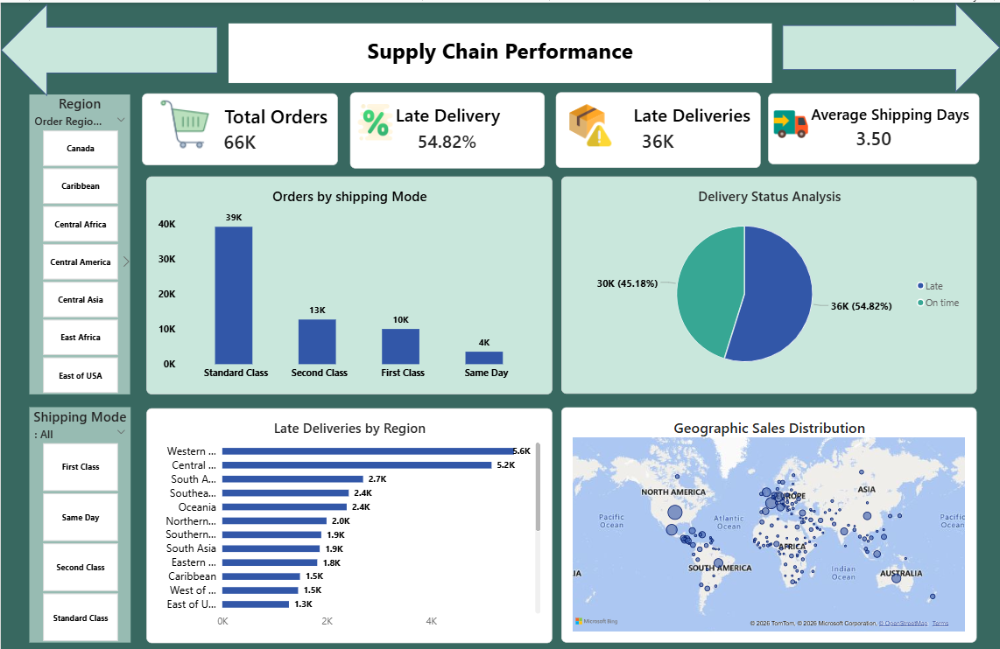 Supply Chain Performance
Region
Order Regio...
Canada
Caribbean
Central Africa
Central America
Central Asia
East Africa
East of USA
Total Orders
66K
Late Delivery
54.82%
Late Deliveries
36K
Average Shipping Days
3.50
Orders by shipping Mode
40K
30K
20K
10K
0K
39K
13K
10K
4K
Standard Class
Second Class
First Class
Same Day
Delivery Status Analysis
30K (45.18%)
36K (54.82%)
Late
On time
Shipping Mode
: All
First Class
Same Day
Second Class
Standard Class
Late Deliveries by Region
Western ... 5.6K
Central ... 5.2K
South A... 2.7K
Southea... 2.4K
Oceania 2.4K
Northern... 2.0K
Southern... 1.9K
South Asia 1.9K
Eastern ... 1.8K
Caribbean 1.5K
West of ... 1.5K
East of U... 1.3K
0K 2K 4K
Geographic Sales Distribution
NORTH AMERICA
EUROPE
ASIA
Pacific
Ocean
Atlantic
Ocean
Pacific
Ocean
AFRICA
SOUTH AMERICA
Indian
Ocean
AUSTRALIA
IA
Microsoft Bing
© 2026 TomTom, © 2026 Microsoft Corporation, © OpenStreetMap Terms